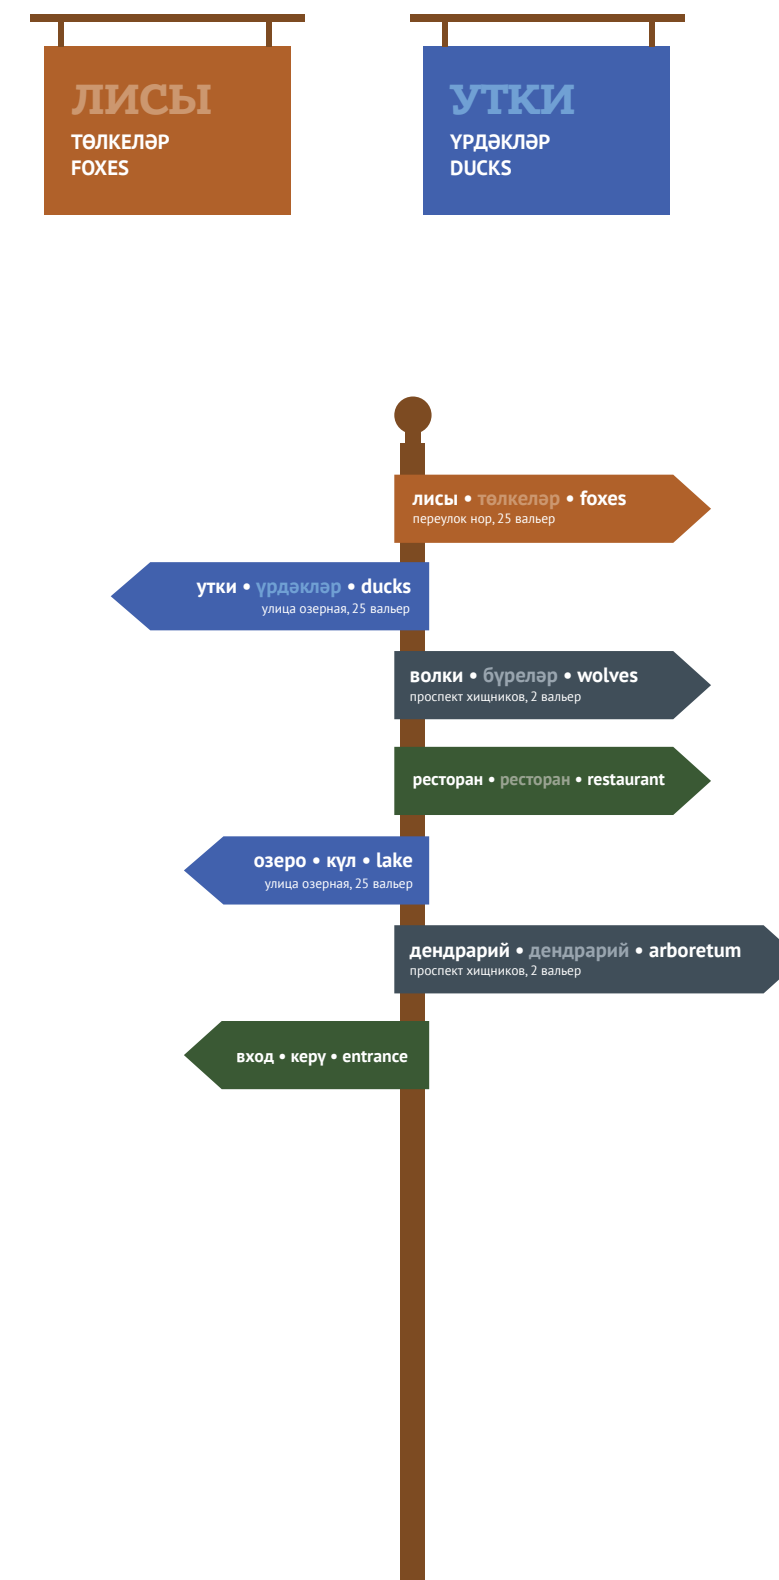 ЛИСЫ
ТӨЛКЕЛӘР
FOXES
УТКИ
ҮРДӘКЛӘР
DUCKS
лисы • төлкеләр • foxes
переулок нор, 25 вальер
утки • үрдәкләр • ducks
улица озерная, 25 вальер
волки • бүреләр • wolves
проспект хищников, 2 вальер
ресторан • ресторан • restaurant
озеро • күл • lake
улица озерная, 25 вальер
дендрарий • дендрарий • arboretum
проспект хищников, 2 вальер
вход • керү • entrance